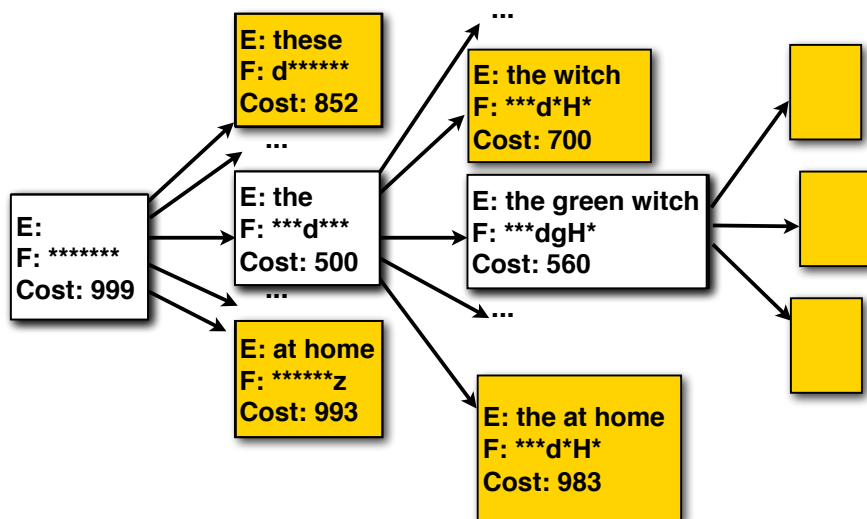 ...
E: these
F: d******
Cost: 852
E: the witch
F: ***d*H*
Cost: 700
...
E: the
F: ***d***
Cost: 500
E: the green witch
F: ***dgH*
Cost: 560
E:
F: *******
Cost: 999
...
...
E: at home
F: ******z
Cost: 993
E: the at home
F: ***d*H*
Cost: 983